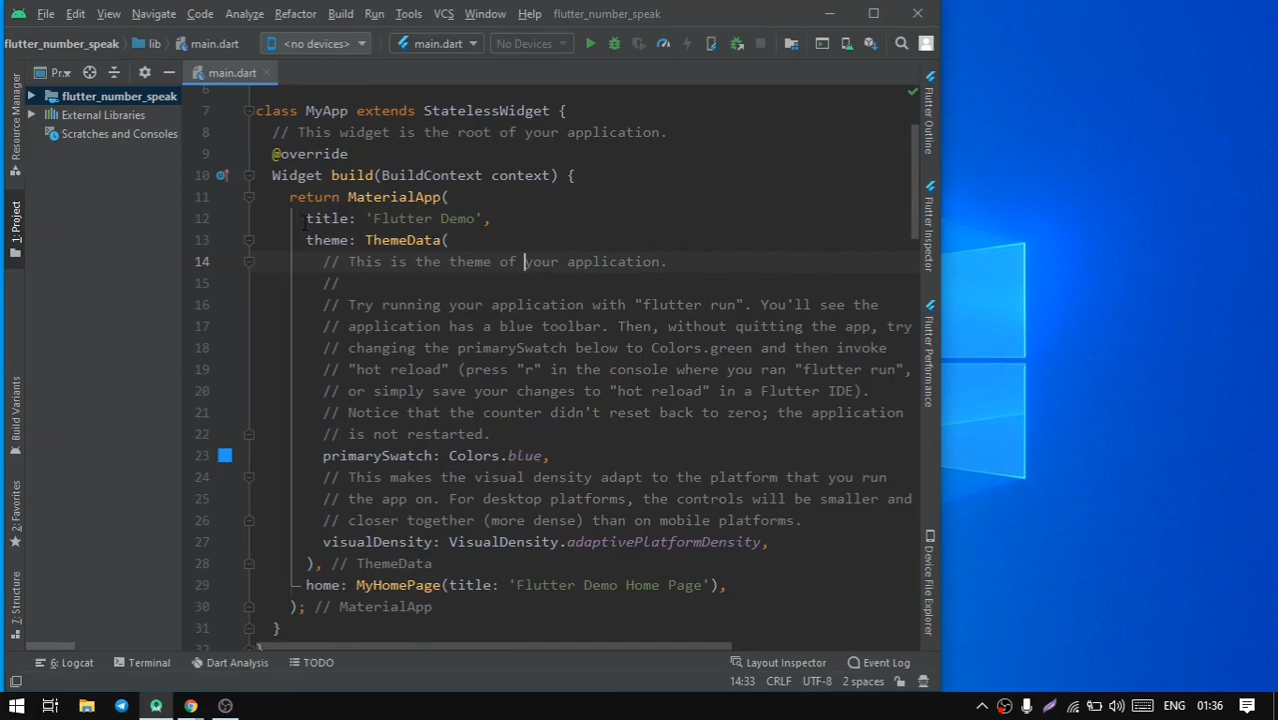 File Edit View Navigate Code Analyze Refactor Build Run Tools VCS Window Help flutter_number_speak
flutter_number_speak lib main.dart <no devices> main.dart No Devices
Pr... main.dart
Resource Manager
1: Project
Build Variants
2: Favorites
7: Structure
flutter_number_speak
External Libraries
Scratches and Consoles
6
7 class MyApp extends StatelessWidget {
8 // This widget is the root of your application.
9 @override
10 Widget build(BuildContext context) {
11 return MaterialApp(
12 title: 'Flutter Demo',
13 theme: ThemeData(
14 // This is the theme of your application.
15 //
16 // Try running your application with "flutter run". You'll see the
17 // application has a blue toolbar. Then, without quitting the app, try
18 // changing the primarySwatch below to Colors.green and then invoke
19 // "hot reload" (press "r" in the console where you ran "flutter run",
20 // or simply save your changes to "hot reload" in a Flutter IDE).
21 // Notice that the counter didn't reset back to zero; the application
22 // is not restarted.
23 primarySwatch: Colors.blue,
24 // This makes the visual density adapt to the platform that you run
25 // the app on. For desktop platforms, the controls will be smaller and
26 // closer together (more dense) than on mobile platforms.
27 visualDensity: VisualDensity.adaptivePlatformDensity,
28 ), // ThemeData
29 home: MyHomePage(title: 'Flutter Demo Home Page'),
30 ); // MaterialApp
31 }
32 }
Flutter Outline
Flutter Inspector
Flutter Performance
Device File Explorer
6: Logcat Terminal Dart Analysis TODO Layout Inspector Event Log
14:33 CRLF UTF-8 2 spaces
ENG 01:36